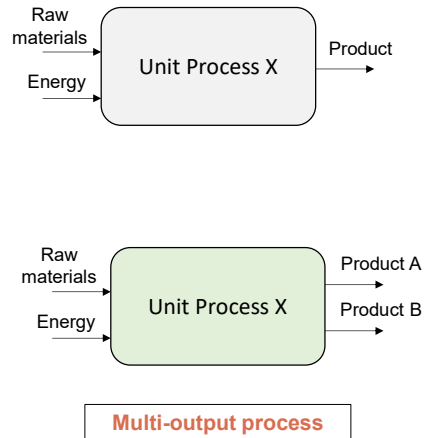 Raw
materials
Energy
Unit Process X
Product
Raw
materials
Energy
Unit Process X
Product A
Product B
Multi-output process